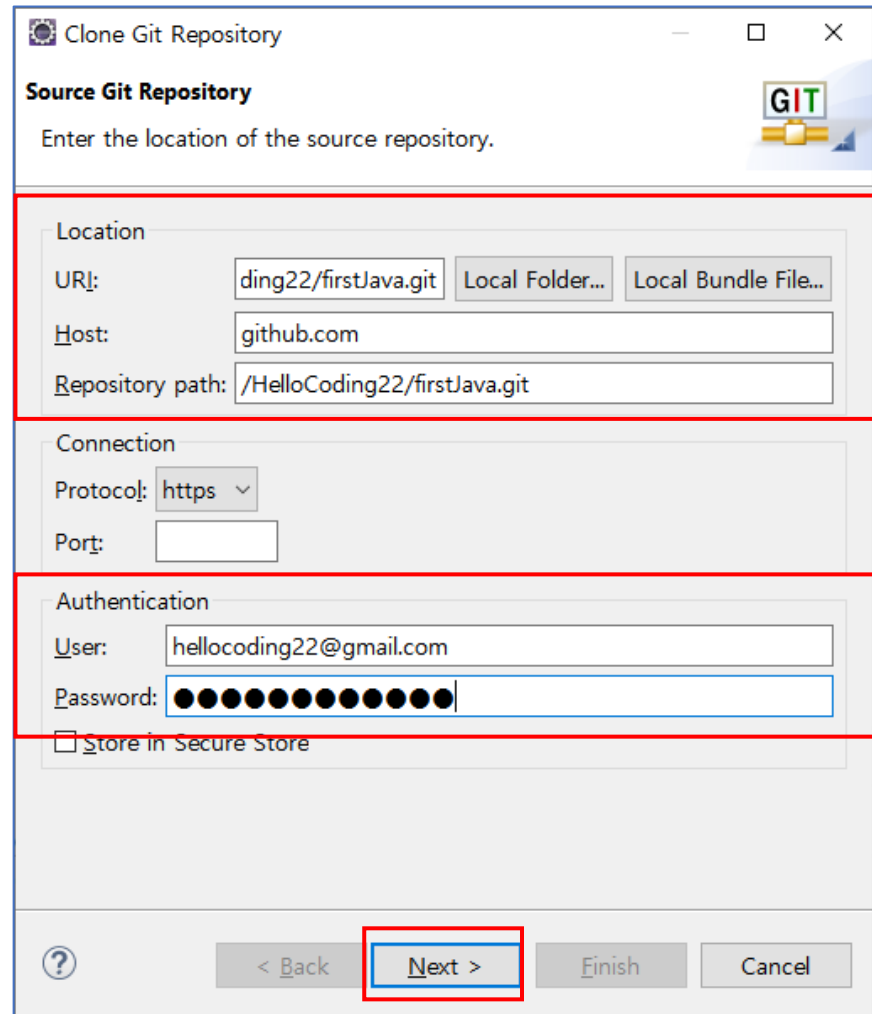 Clone Git Repository
Source Git Repository
GIT
Enter the location of the source repository.
Location
URI: ding22/firstJava.git Local Folder... Local Bundle File...
Host: github.com
Repository path: /HelloCoding22/firstJava.git
Connection
Protocol: https
Port:
Authentication
User: hellocoding22@gmail.com
Password: ●●●●●●●●●●●●
Store in Secure Store
? < Back Next > Finish Cancel